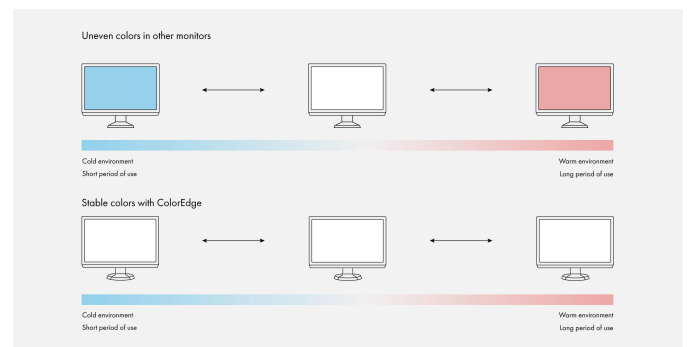 Uneven colors in other monitors
Cold environment
Short period of use
Warm environment
Long period of use
Stable colors with ColorEdge
Cold environment
Short period of use
Warm environment
Long period of use